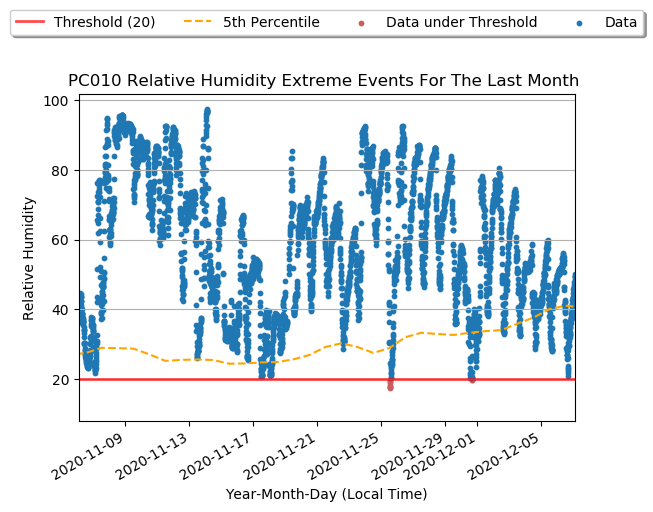 Threshold (20) 5th Percentile Data under Threshold Data
PC010 Relative Humidity Extreme Events For The Last Month
100
80
60
40
20
Relative Humidity
2020-11-09 2020-11-13 2020-11-17 2020-11-21 2020-11-25 2020-11-29 2020-12-01 2020-12-05
Year-Month-Day (Local Time)